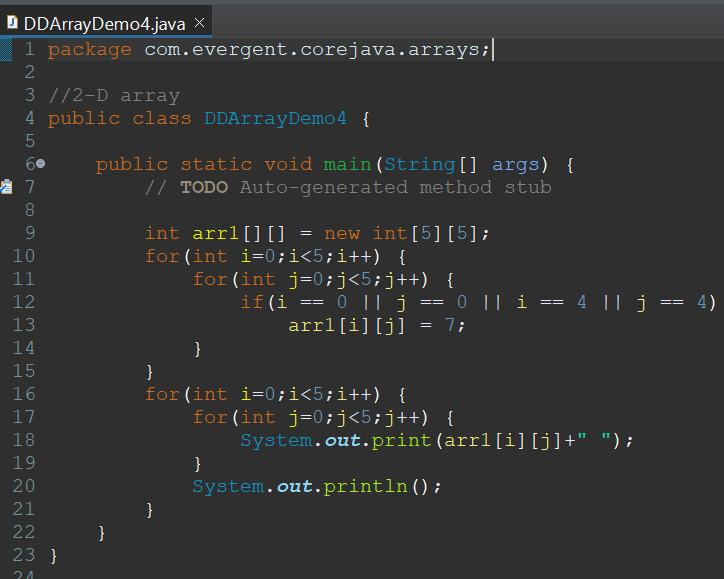 DDArrayDemo4.java
1 package com.evergent.corejava.arrays;
2
3 //2-D array
4 public class DDArrayDemo4 {
5
6     public static void main(String[] args) {
7         // TODO Auto-generated method stub
8
9         int arr1[][] = new int[5][5];
10         for(int i=0;i<5;i++) {
11             for(int j=0;j<5;j++) {
12                 if(i == 0 || j == 0 || i == 4 || j == 4)
13                     arr1[i][j] = 7;
14             }
15         }
16         for(int i=0;i<5;i++) {
17             for(int j=0;j<5;j++) {
18                 System.out.print(arr1[i][j]+" ");
19             }
20             System.out.println();
21         }
22     }
23 }
24